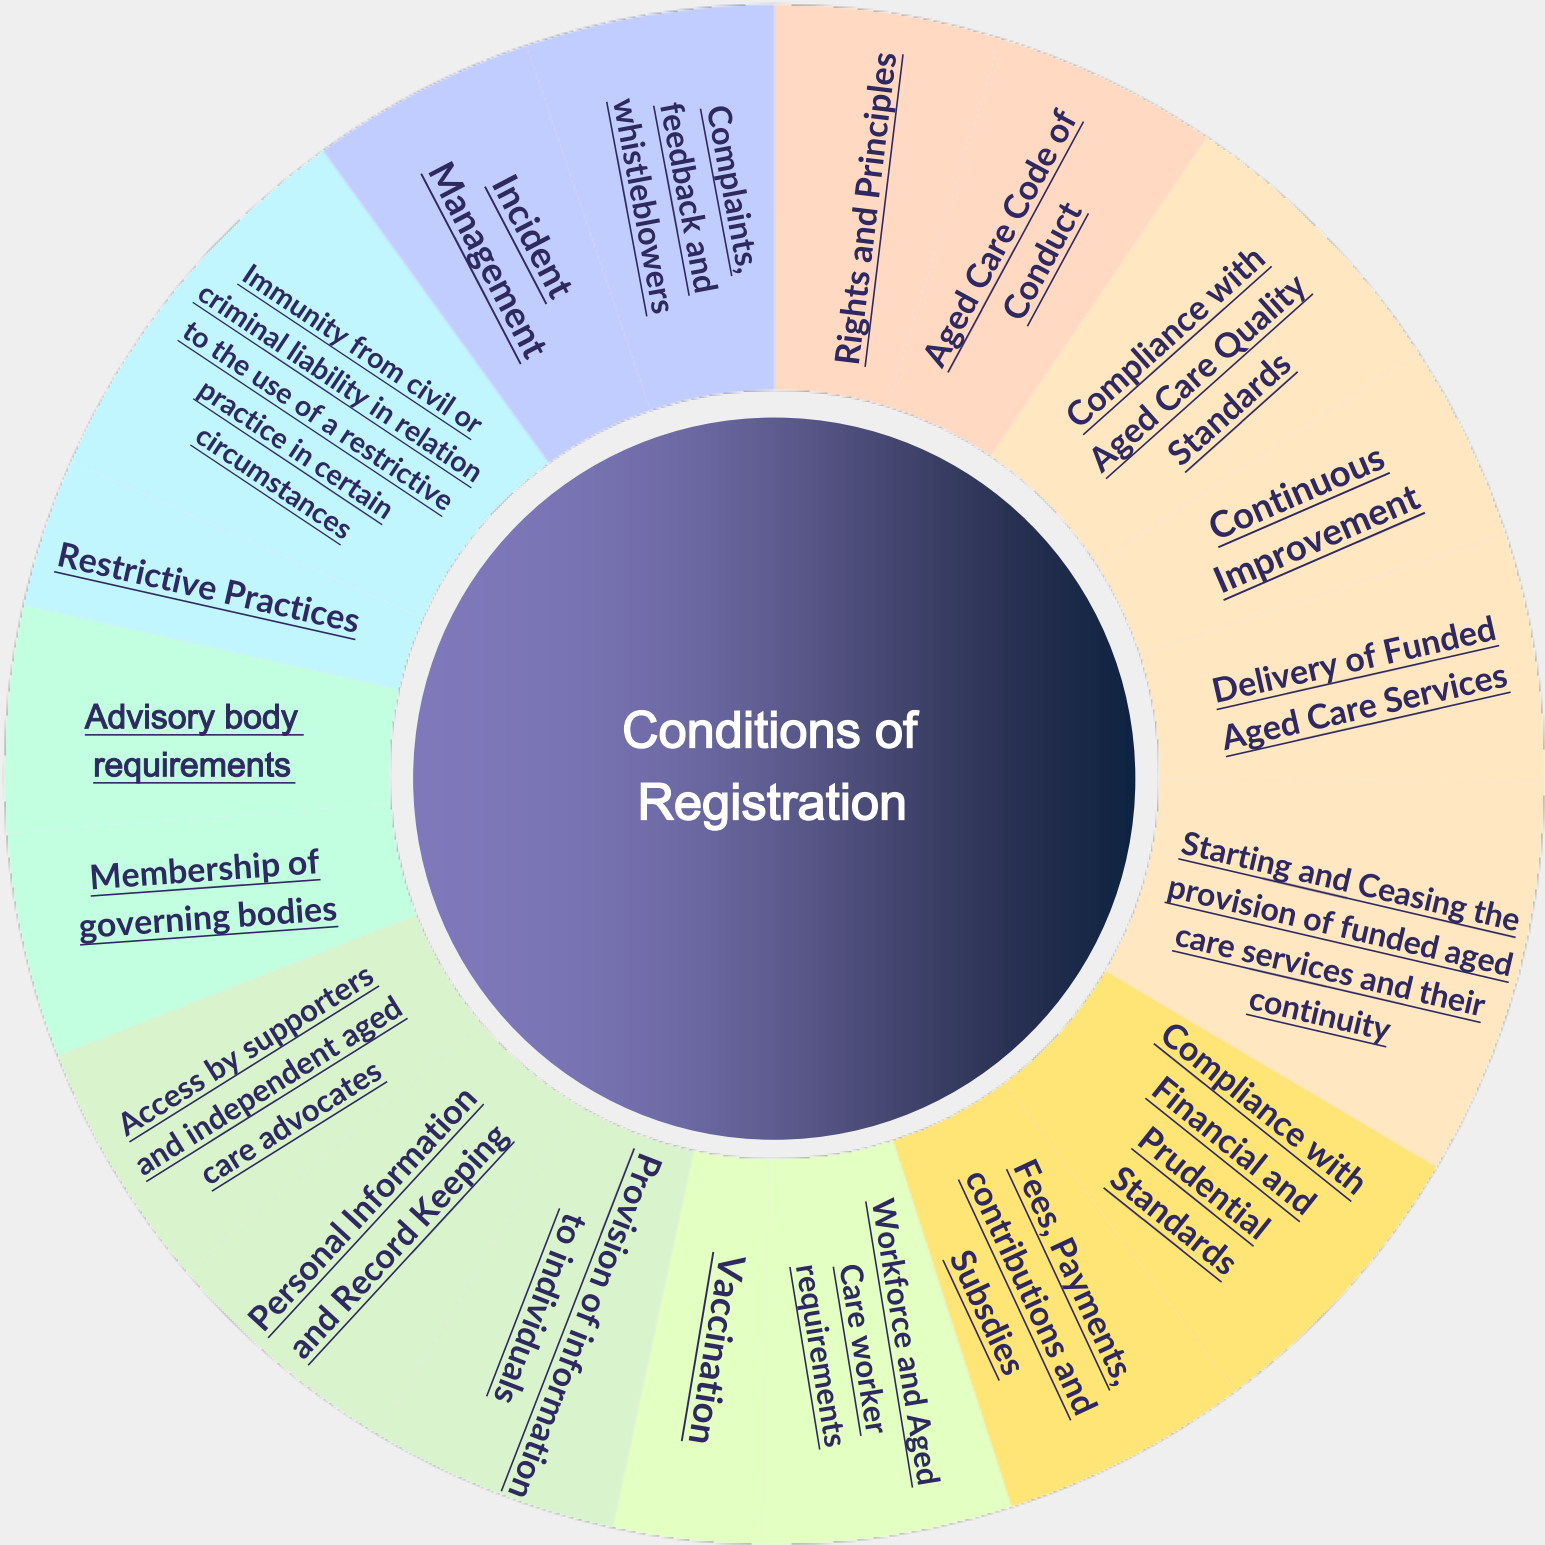 Conditions of
Registration
Rights and Principles
Aged Care Code of
Conduct
Compliance with
Aged Care Quality
Standards
Continuous
Improvement
Delivery of Funded
Aged Care Services
Starting and Ceasing the
provision of funded aged
care services and their
continuity
Compliance with
Financial and
Prudential
Standards
Fees, Payments,
contributions and
Subsdies
Workforce and Aged
Care worker
requirements
Vaccination
Provision of information
to individuals
Personal Information
and Record Keeping
Access by supporters
and independent aged
care advocates
Membership of
governing bodies
Advisory body
requirements
Restrictive Practices
Immunity from civil or
criminal liability in relation
to the use of a restrictive
practice in certain
circumstances
Incident
Management
Complaints,
feedback and
whistleblowers